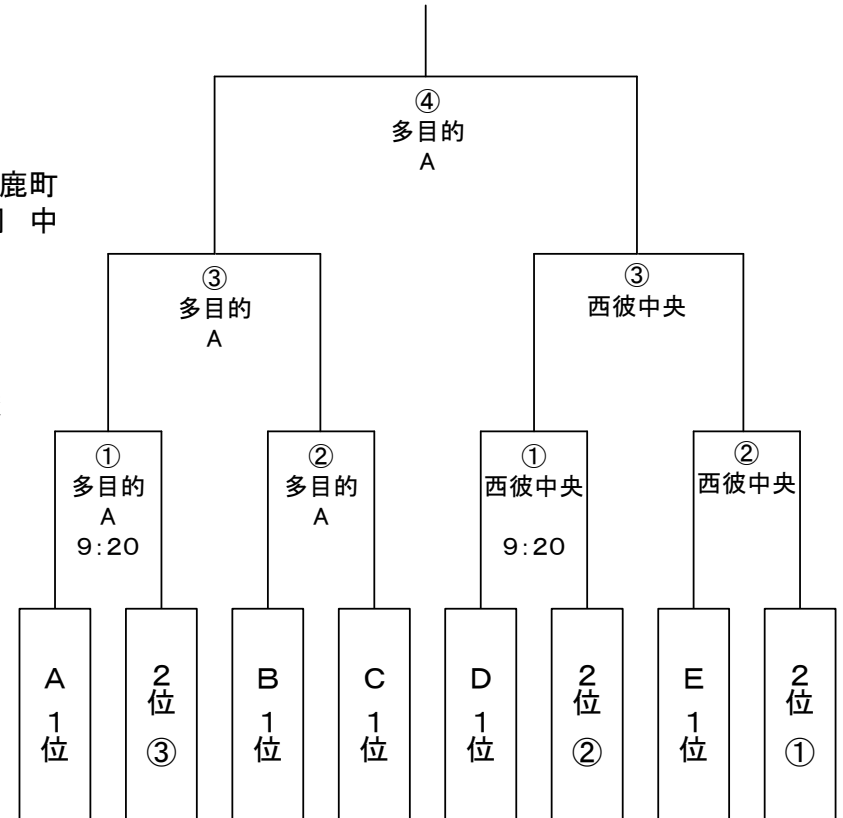 ④
多目的
A
鹿町
中
③
多目的
A
③
西彼中央
①
多目的
A
9:20
②
多目的
A
①
西彼中央
9:20
②
西彼中央
A 1位
2位 ③
B 1位
C 1位
D 1位
2位 ②
E 1位
2位 ①